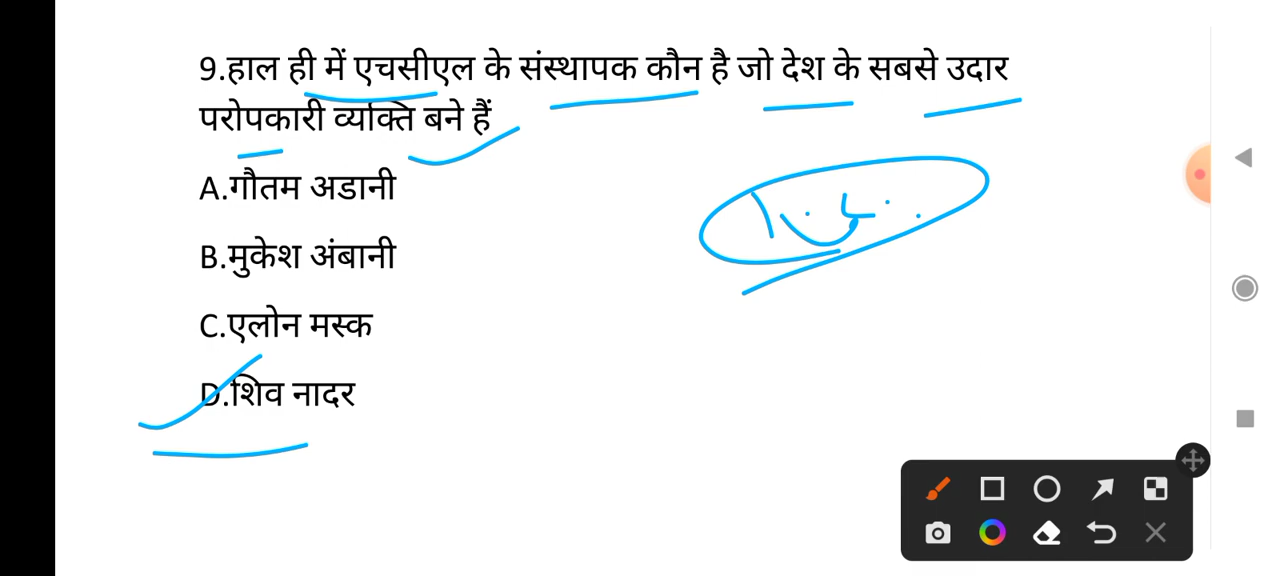 9.हाल ही में एचसीएल के संस्थापक कौन है जो देश के सबसे उदार
परोपकारी व्यक्ति बने हैं
A.गौतम अडानी
B.मुकेश अंबानी
C.एलोन मस्क
D.शिव नादर